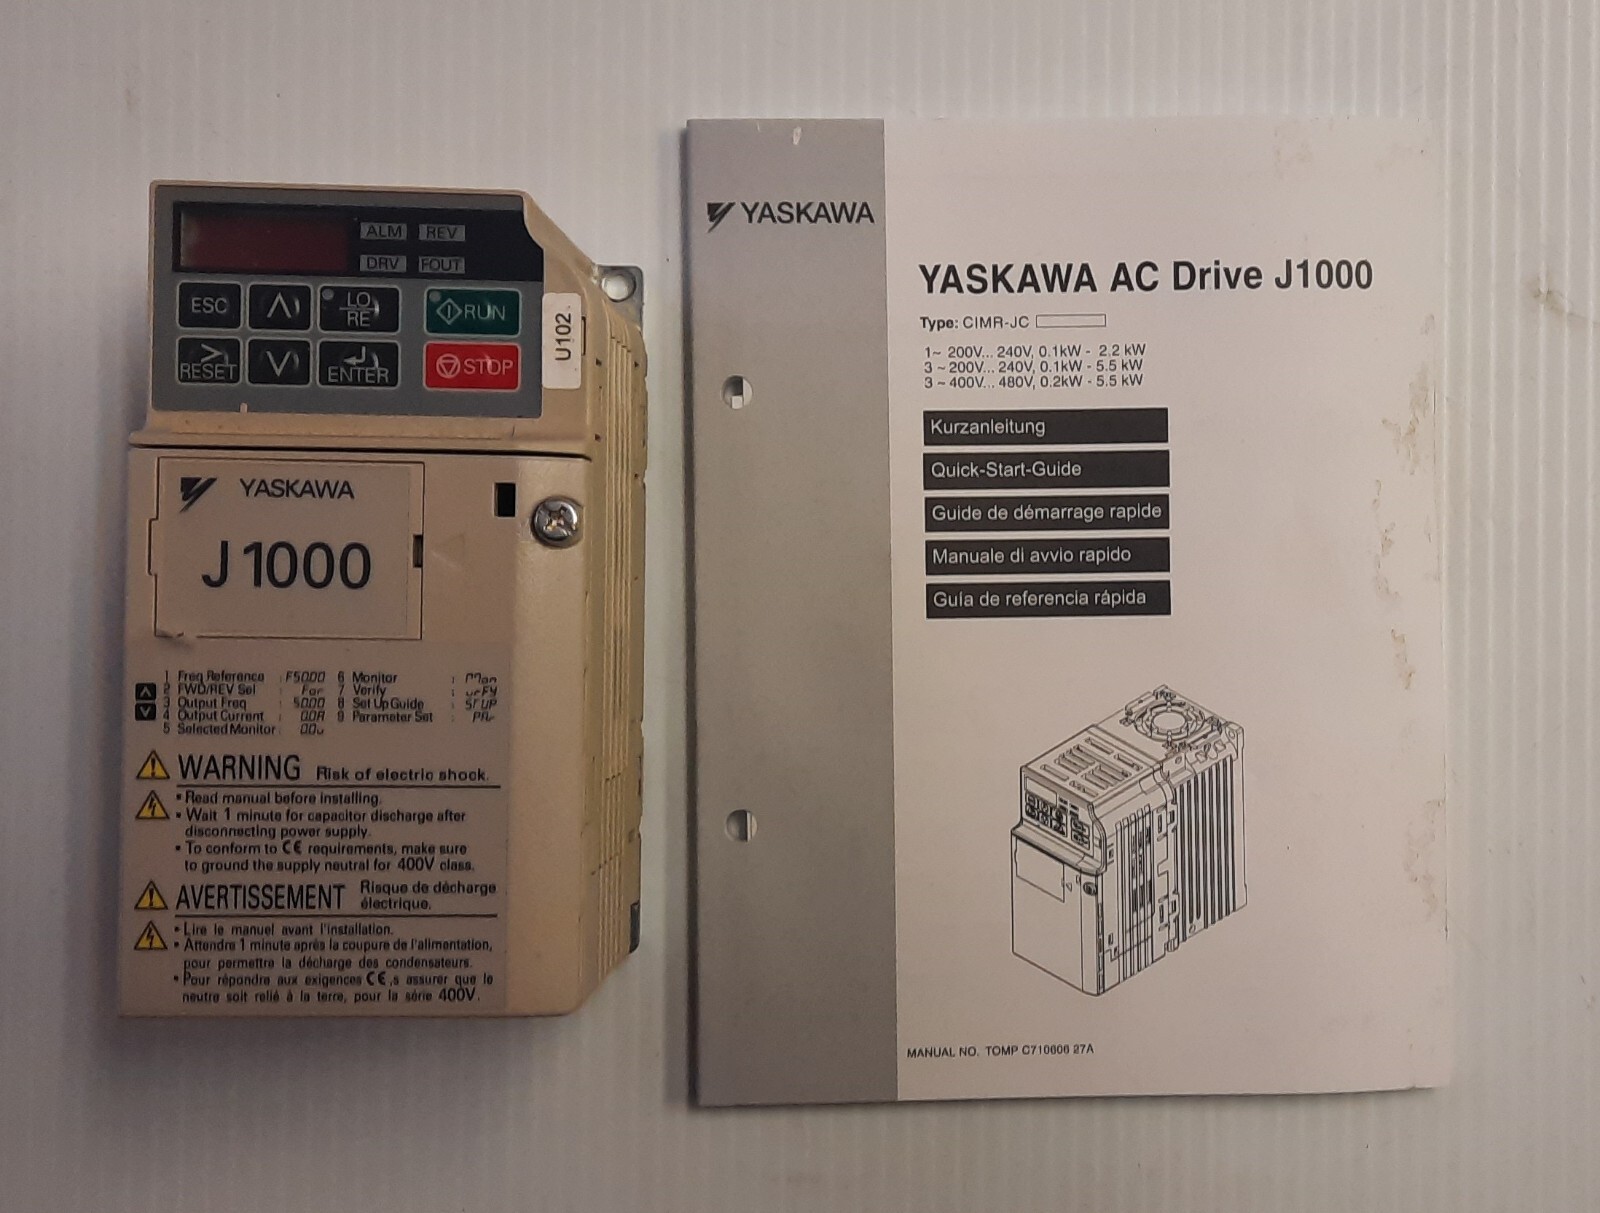 ALM REV
DRV FOUT
ESC LO/RE RUN
RESET ENTER STOP
U102
YASKAWA
J1000
1 Freq Reference : F5000 6 Monitor : Mon
2 FWD/REV Sel : For 7 Verify : vrFY
3 Output Freq : 5000 8 Set Up Guide : STUP
4 Output Current : 00A 9 Parameter Set : PAr
5 Selected Monitor : 00v
WARNING Risk of electric shock.
• Read manual before installing.
• Wait 1 minute for capacitor discharge after
disconnecting power supply.
• To conform to CE requirements, make sure
to ground the supply neutral for 400V class.
AVERTISSEMENT Risque de décharge
électrique.
• Lire le manuel avant l'installation.
• Attendre 1 minute après la coupure de l'alimentation,
pour permettre la décharge des condensateurs.
• Pour répondre aux exigences CE, s assurer que le
neutre soit relié à la terre, pour la série 400V.
YASKAWA
YASKAWA AC Drive J1000
Type: CIMR-JC
1~ 200V... 240V, 0.1kW - 2.2 kW
3 ~ 200V... 240V, 0.1kW - 5.5 kW
3 ~ 400V... 480V, 0.2kW - 5.5 kW
Kurzanleitung
Quick-Start-Guide
Guide de démarrage rapide
Manuale di avvio rapido
Guía de referencia rápida
MANUAL NO. TOMP C710606 27A